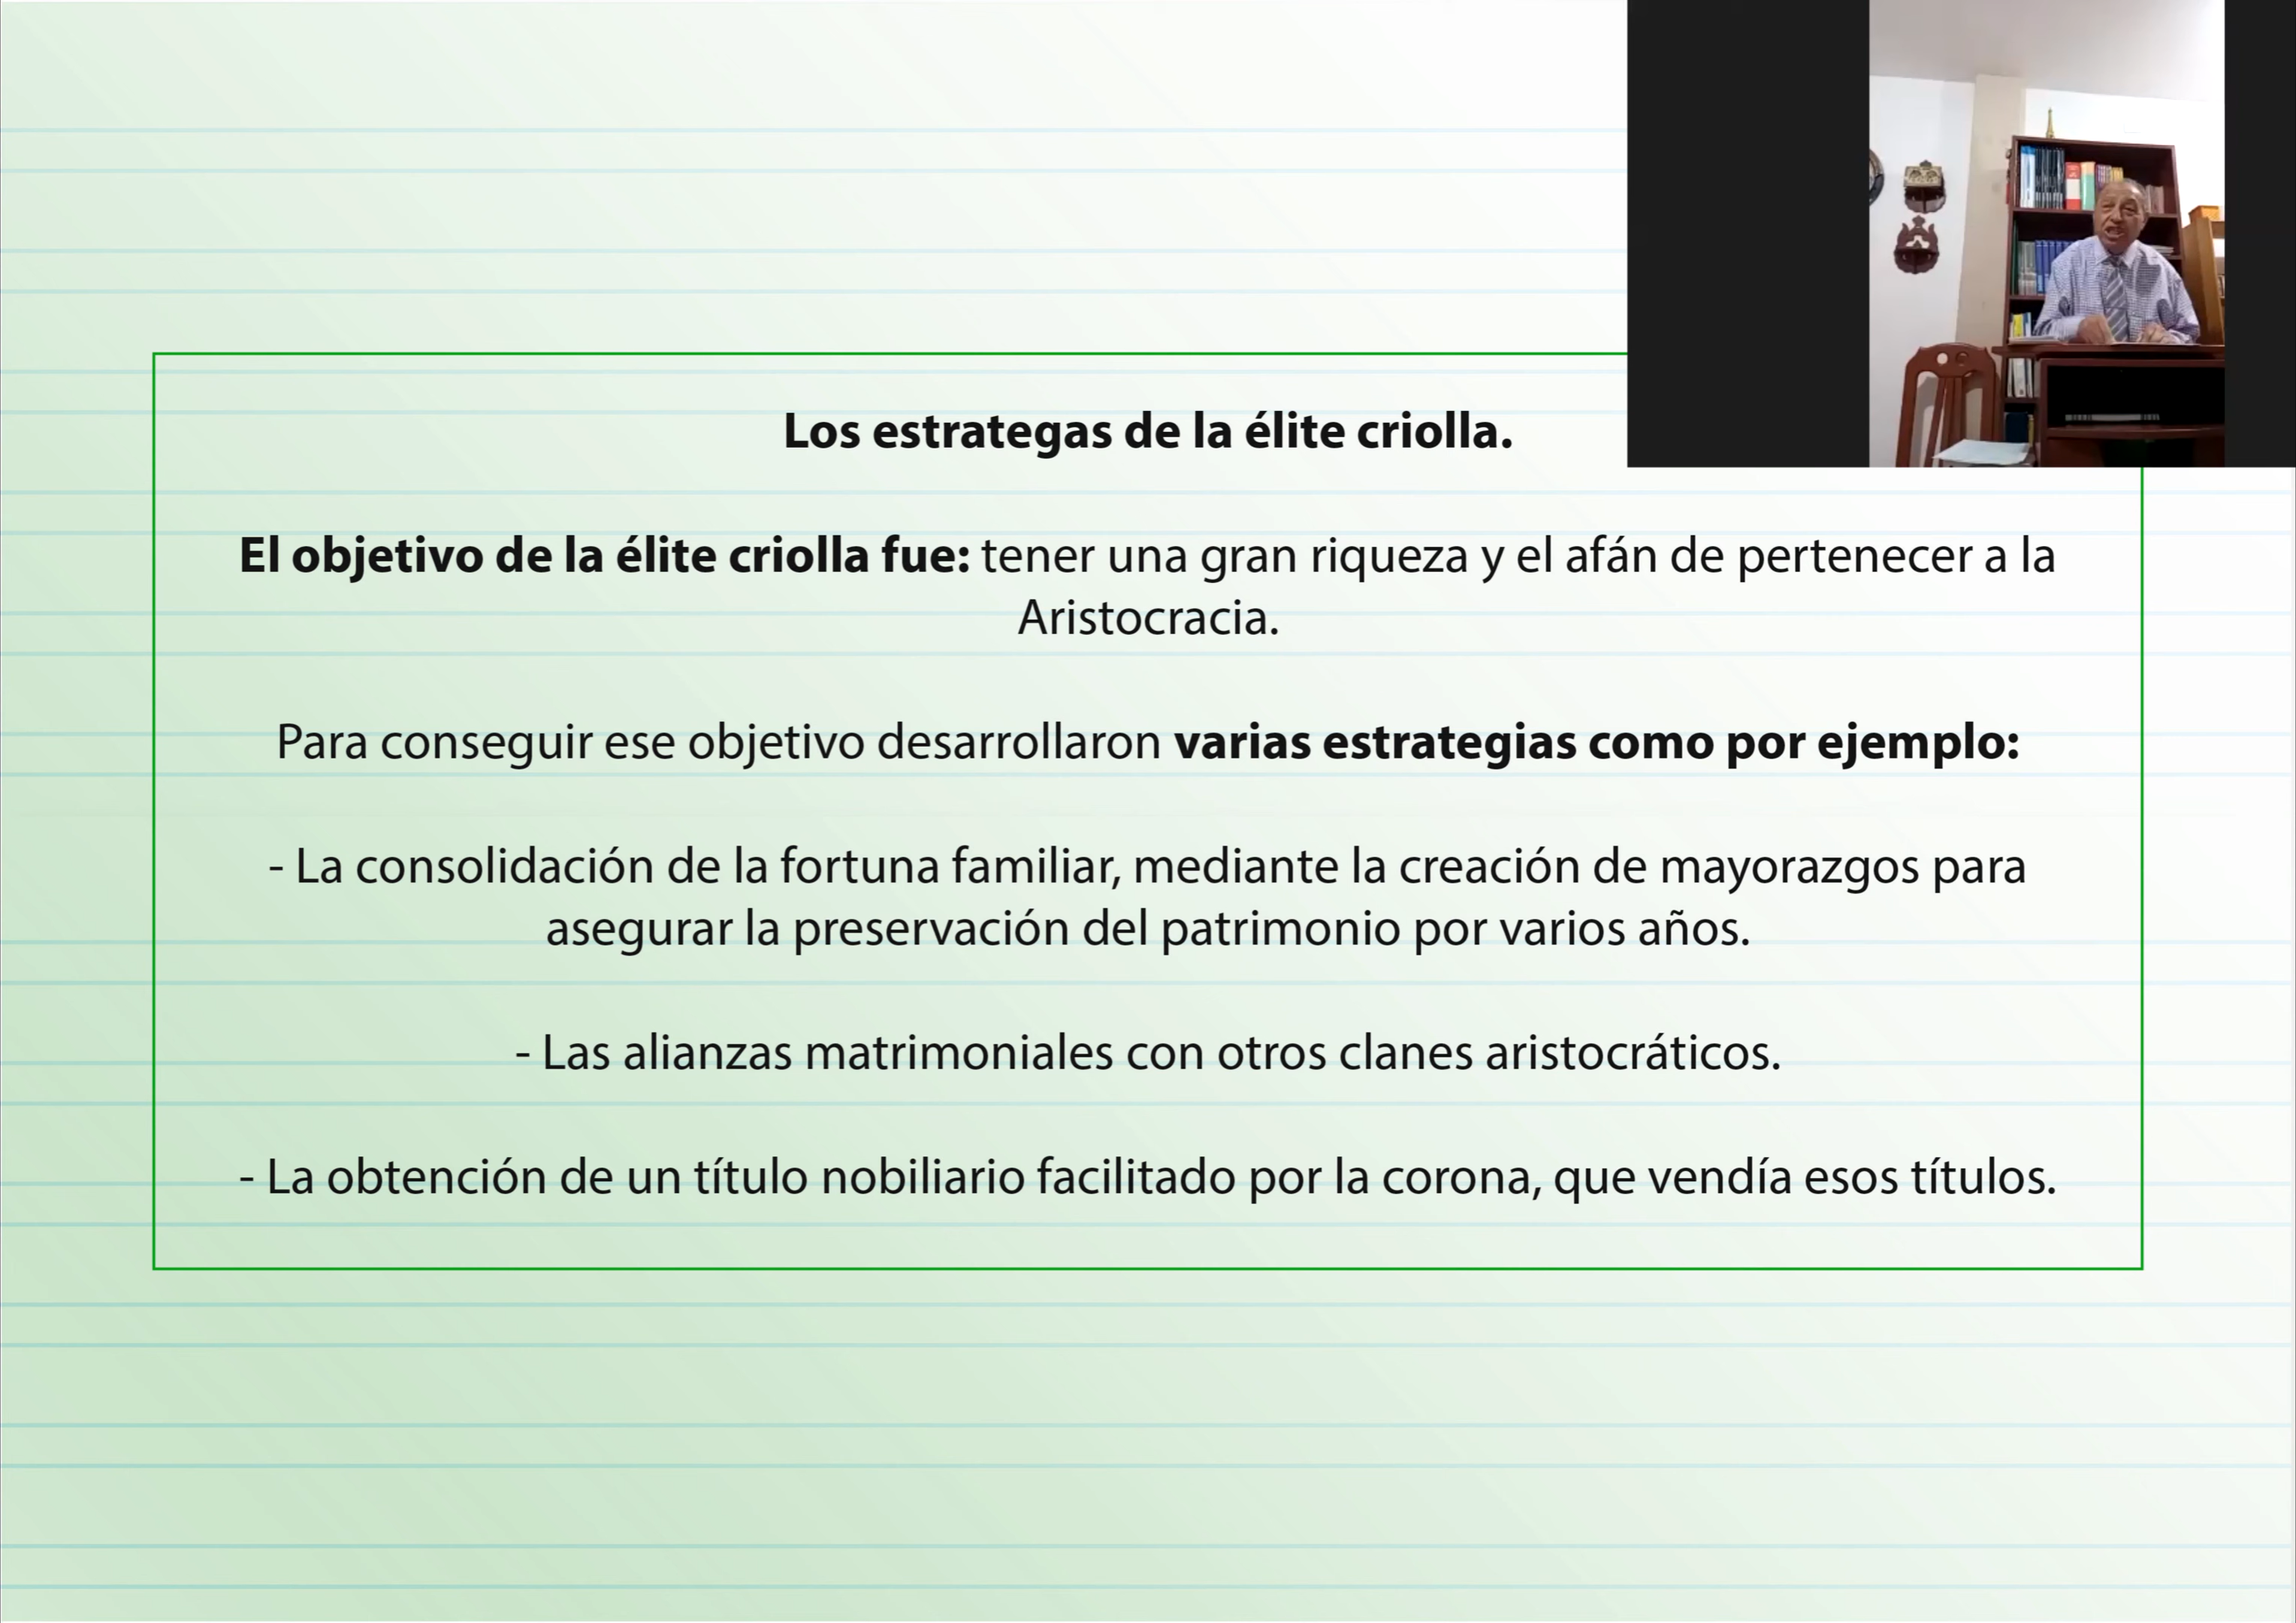 Los estrategas de la élite criolla.
El objetivo de la élite criolla fue: tener una gran riqueza y el afán de pertenecer a la
Aristocracia.
Para conseguir ese objetivo desarrollaron varias estrategias como por ejemplo:
- La consolidación de la fortuna familiar, mediante la creación de mayorazgos para
asegurar la preservación del patrimonio por varios años.
- Las alianzas matrimoniales con otros clanes aristocráticos.
- La obtención de un título nobiliario facilitado por la corona, que vendía esos títulos.